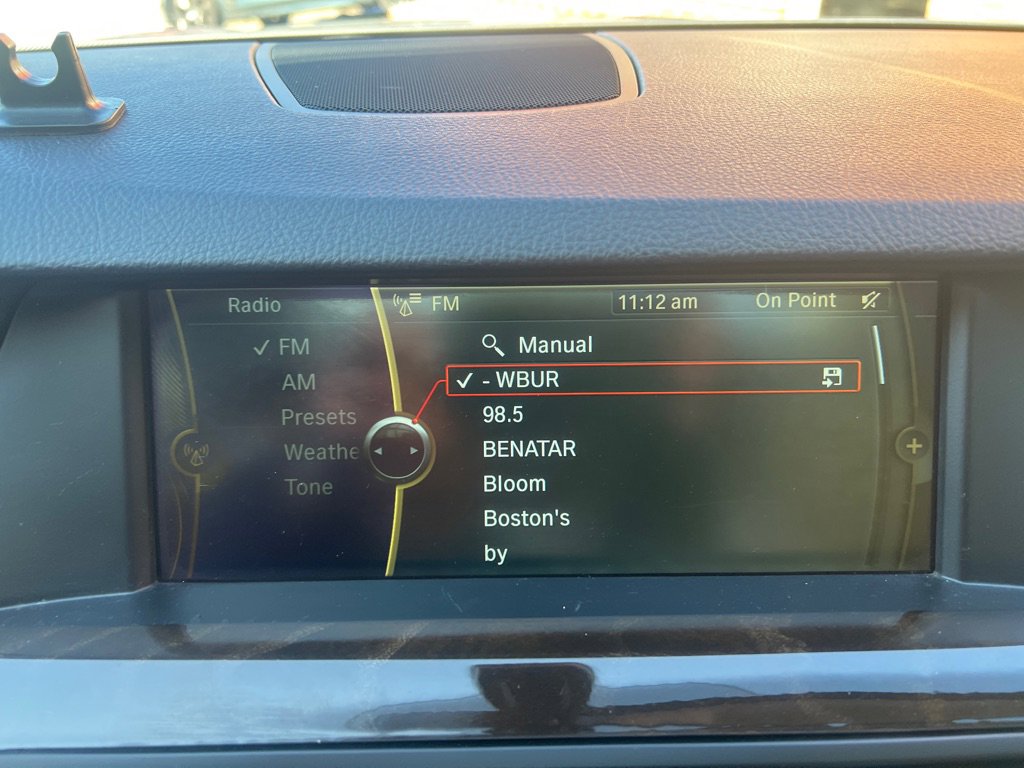 Radio
FM
11:12 am
On Point
✓ FM
AM
Presets
Weathe
Tone
Manual
✓ - WBUR
98.5
BENATAR
Bloom
Boston's
by